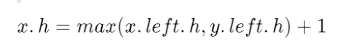 x.h = max(x.left.h, y.left.h) + 1